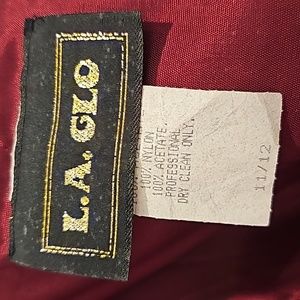 L.A. GLO
100% NYLON
100% ACETATE.
PROFESSIONAL
DRY CLEAN ONLY.
11/12